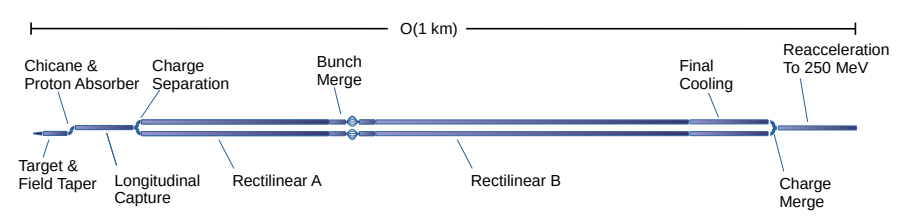 O(1 km)
Chicane &
Proton Absorber
Charge
Separation
Bunch
Merge
Final
Cooling
Reacceleration
To 250 MeV
Target &
Field Taper
Longitudinal
Capture
Rectilinear A
Rectilinear B
Charge
Merge